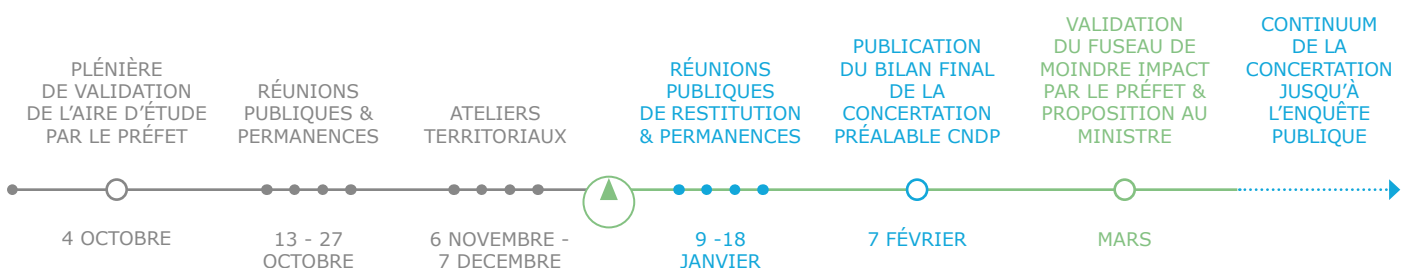 PLÉNIÈRE
DE VALIDATION
DE L'AIRE D'ÉTUDE
PAR LE PRÉFET
4 OCTOBRE
RÉUNIONS
PUBLIQUES &
PERMANENCES
13 - 27
OCTOBRE
ATELIERS
TERRITORIAUX
6 NOVEMBRE -
7 DECEMBRE
RÉUNIONS
PUBLIQUES
DE RESTITUTION
& PERMANENCES
9 -18
JANVIER
PUBLICATION
DU BILAN FINAL
DE LA
CONCERTATION
PRÉALABLE CNDP
7 FÉVRIER
VALIDATION
DU FUSEAU DE
MOINDRE IMPACT
PAR LE PRÉFET &
PROPOSITION AU
MINISTRE
MARS
CONTINUUM
DE LA
CONCERTATION
JUSQU'À
L'ENQUÊTE
PUBLIQUE